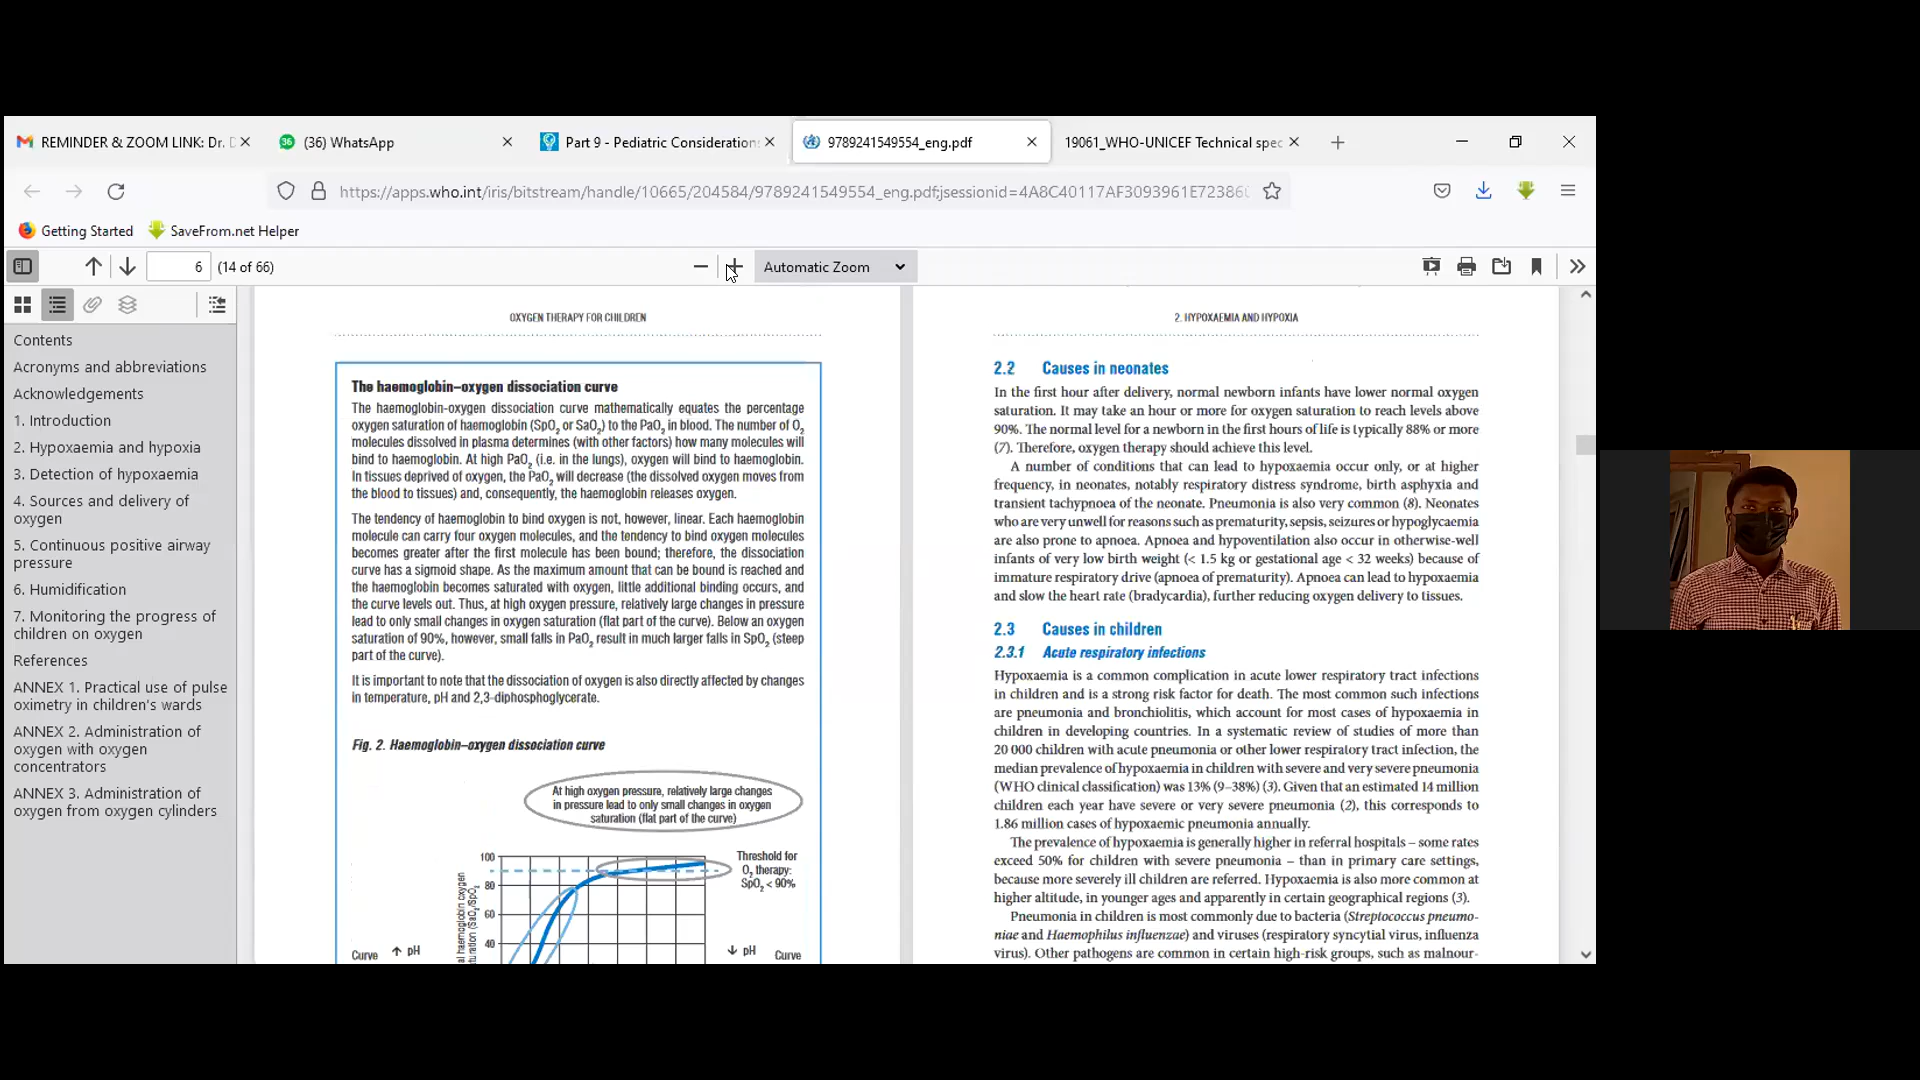 REMINDER & ZOOM LINK: Dr. D
(36) WhatsApp
Part 9 - Pediatric Considerations
9789241549554_eng.pdf
19061_WHO-UNICEF Technical spec
https://apps.who.int/iris/bitstream/handle/10665/204584/9789241549554_eng.pdf;jsessionid=4A8C40117AF3093961E72386
Getting Started
SaveFrom.net Helper
6 (14 of 66)
Automatic Zoom
Contents
Acronyms and abbreviations
Acknowledgements
1. Introduction
2. Hypoxaemia and hypoxia
3. Detection of hypoxaemia
4. Sources and delivery of
oxygen
5. Continuous positive airway
pressure
6. Humidification
7. Monitoring the progress of
children on oxygen
References
ANNEX 1. Practical use of pulse
oximetry in children's wards
ANNEX 2. Administration of
oxygen with oxygen
concentrators
ANNEX 3. Administration of
oxygen from oxygen cylinders
OXYGEN THERAPY FOR CHILDREN
The haemoglobin–oxygen dissociation curve
The haemoglobin-oxygen dissociation curve mathematically equates the percentage
oxygen saturation of haemoglobin (SpO₂ or SaO₂) to the PaO₂ in blood. The number of O₂
molecules dissolved in plasma determines (with other factors) how many molecules will
bind to haemoglobin. At high PaO₂ (i.e. in the lungs), oxygen will bind to haemoglobin.
In tissues deprived of oxygen, the PaO₂ will decrease (the dissolved oxygen moves from
the blood to tissues) and, consequently, the haemoglobin releases oxygen.
The tendency of haemoglobin to bind oxygen is not, however, linear. Each haemoglobin
molecule can carry four oxygen molecules, and the tendency to bind oxygen molecules
becomes greater after the first molecule has been bound; therefore, the dissociation
curve has a sigmoid shape. As the maximum amount that can be bound is reached and
the haemoglobin becomes saturated with oxygen, little additional binding occurs, and
the curve levels out. Thus, at high oxygen pressure, relatively large changes in pressure
lead to only small changes in oxygen saturation (flat part of the curve). Below an oxygen
saturation of 90%, however, small falls in PaO₂ result in much larger falls in SpO₂ (steep
part of the curve).
It is important to note that the dissociation of oxygen is also directly affected by changes
in temperature, pH and 2,3-diphosphoglycerate.
Fig. 2. Haemoglobin–oxygen dissociation curve
At high oxygen pressure, relatively large changes
in pressure lead to only small changes in oxygen
saturation (flat part of the curve)
Threshold for
O₂ therapy:
SpO₂ < 90%
100
80
60
40
haemoglobin oxygen
(SaO₂/SpO₂)
Curve ↑ pH
↓ pH Curve
2. HYPOXAEMIA AND HYPOXIA
2.2 Causes in neonates
In the first hour after delivery, normal newborn infants have lower normal oxygen
saturation. It may take an hour or more for oxygen saturation to reach levels above
90%. The normal level for a newborn in the first hours of life is typically 88% or more
(7). Therefore, oxygen therapy should achieve this level.
A number of conditions that can lead to hypoxaemia occur only, or at higher
frequency, in neonates, notably respiratory distress syndrome, birth asphyxia and
transient tachypnoea of the neonate. Pneumonia is also very common (8). Neonates
who are very unwell for reasons such as prematurity, sepsis, seizures or hypoglycaemia
are also prone to apnoea. Apnoea and hypoventilation also occur in otherwise-well
infants of very low birth weight (< 1.5 kg or gestational age < 32 weeks) because of
immature respiratory drive (apnoea of prematurity). Apnoea can lead to hypoxaemia
and slow the heart rate (bradycardia), further reducing oxygen delivery to tissues.
2.3 Causes in children
2.3.1 Acute respiratory infections
Hypoxaemia is a common complication in acute lower respiratory tract infections
in children and is a strong risk factor for death. The most common such infections
are pneumonia and bronchiolitis, which account for most cases of hypoxaemia in
children in developing countries. In a systematic review of studies of more than
20 000 children with acute pneumonia or other lower respiratory tract infection, the
median prevalence of hypoxaemia in children with severe and very severe pneumonia
(WHO clinical classification) was 13% (9–38%) (3). Given that an estimated 14 million
children each year have severe or very severe pneumonia (2), this corresponds to
1.86 million cases of hypoxaemic pneumonia annually.
The prevalence of hypoxaemia is generally higher in referral hospitals – some rates
exceed 50% for children with severe pneumonia – than in primary care settings,
because more severely ill children are referred. Hypoxaemia is also more common at
higher altitude, in younger ages and apparently in certain geographical regions (3).
Pneumonia in children is most commonly due to bacteria (Streptococcus pneumo-
niae and Haemophilus influenzae) and viruses (respiratory syncytial virus, influenza
virus). Other pathogens are common in certain high-risk groups, such as malnour-